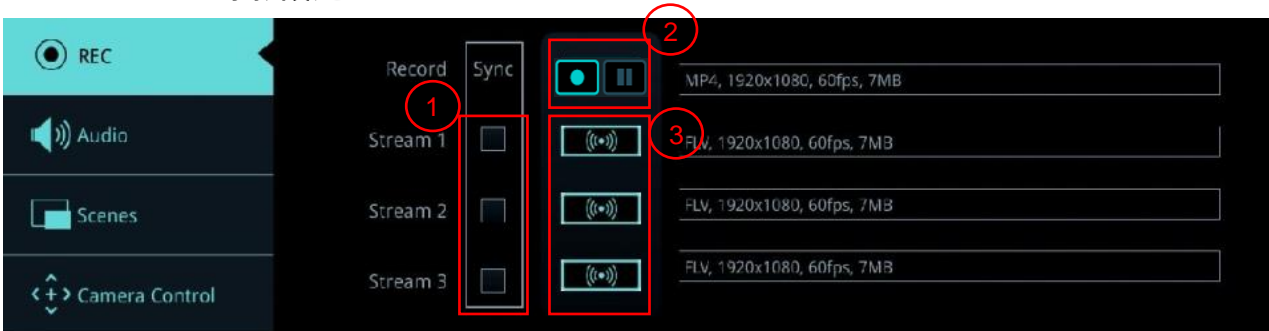 REC
Audio
Scenes
Camera Control
2
Record Sync
MP4, 1920x1080, 60fps, 7MB
1
Stream 1
3
FLV, 1920x1080, 60fps, 7MB
Stream 2
FLV, 1920x1080, 60fps, 7MB
Stream 3
FLV, 1920x1080, 60fps, 7MB